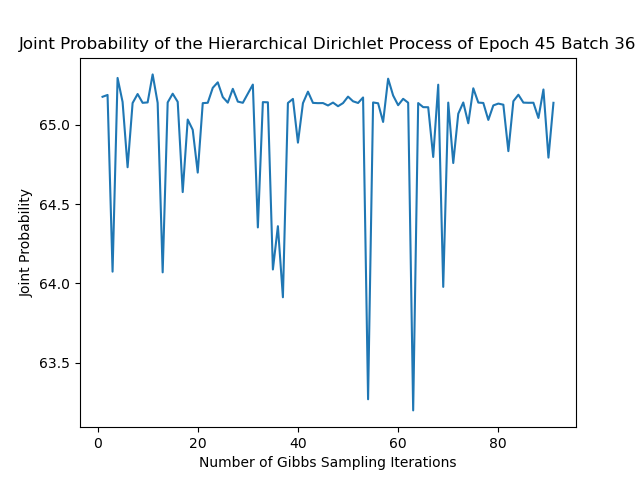 Joint Probability of the Hierarchical Dirichlet Process of Epoch 45 Batch 36
Joint Probability
65.0
64.5
64.0
63.5
0 20 40 60 80
Number of Gibbs Sampling Iterations